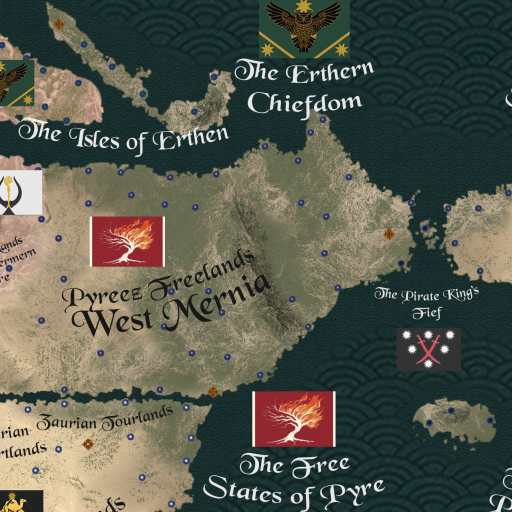 The Erthern
Chiefdom
The Isles of Erthen
Pyreez Freelands
West Mernia
The Pirate King's
Fief
Zaurian Tourlands
The Free
States of Pyre